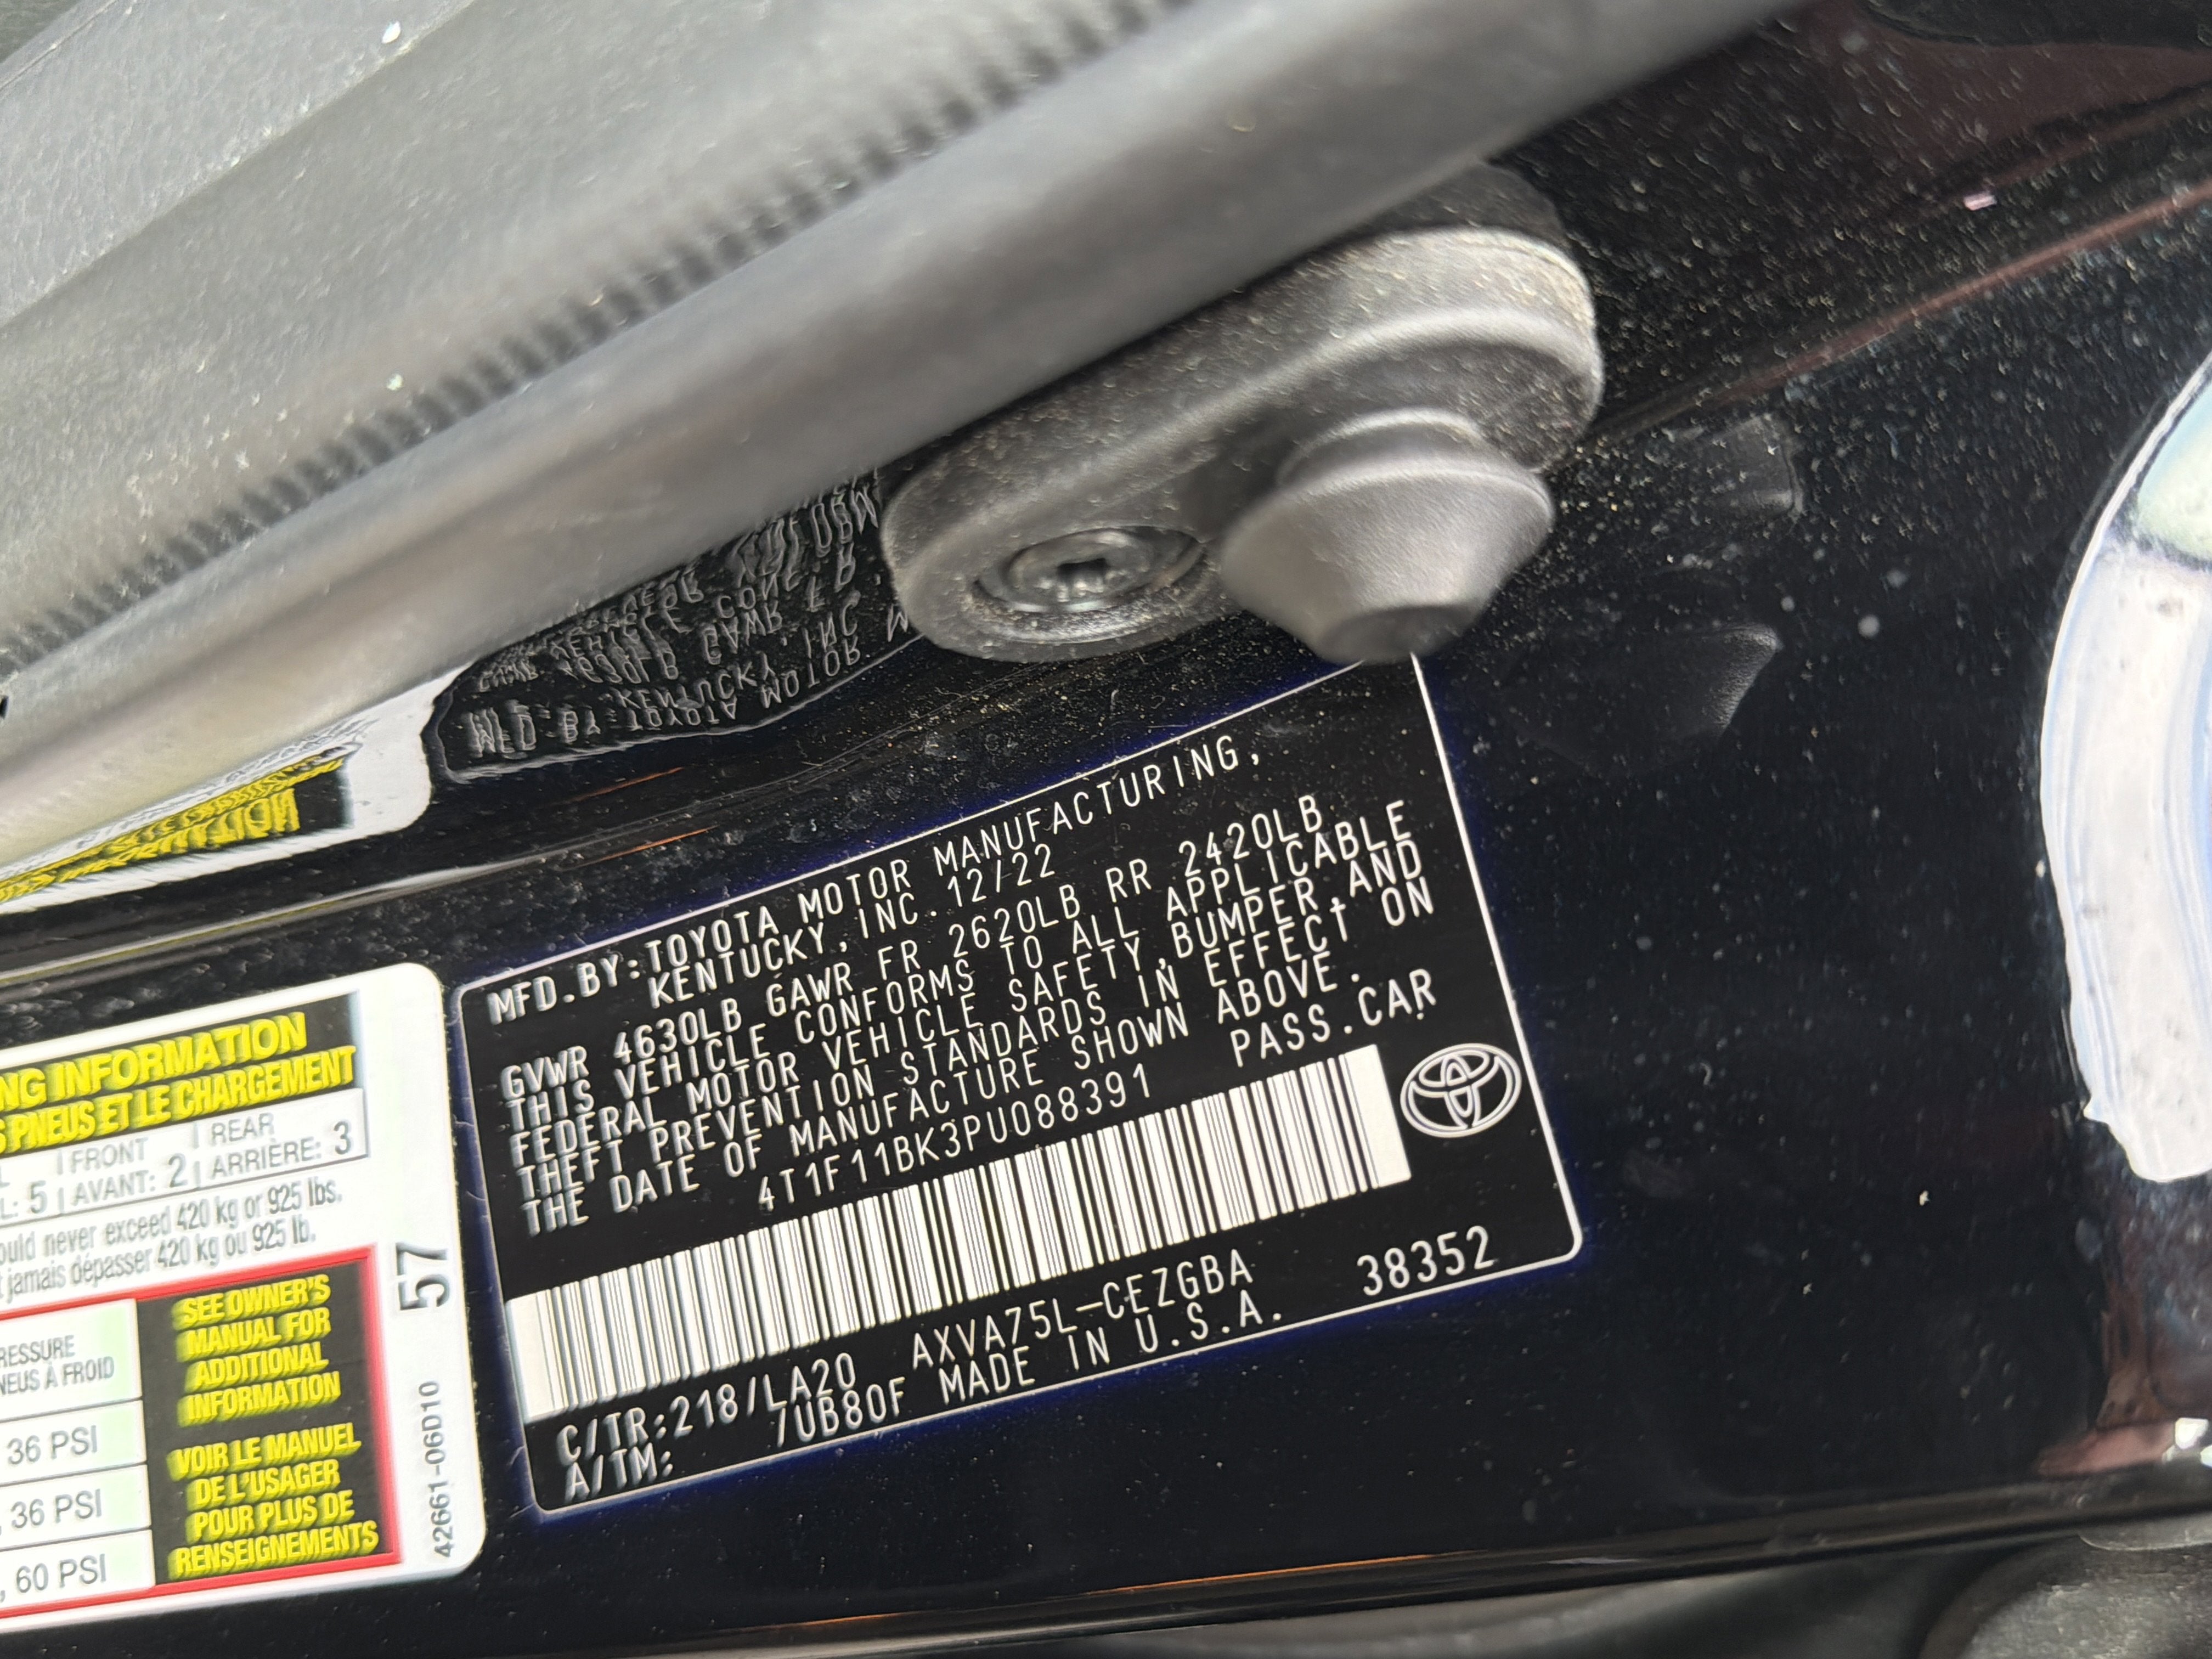 MFD.BY:TOYOTA MOTOR MANUFACTURING,
KENTUCKY,INC.12/22
GVWR 4630LB GAWR FR 2620LB RR 2420LB
THIS VEHICLE CONFORMS TO ALL APPLICABLE
FEDERAL MOTOR VEHICLE SAFETY,BUMPER,AND
THEFT PREVENTION STANDARDS IN EFFECT ON
THE DATE OF MANUFACTURE SHOWN ABOVE.
4T1F11BK3PU088391 PASS.CAR
C/TR:218/LA20 AXVA75L-CEZGBA 38352
A/TM: /UB80F MADE IN U.S.A.
NG INFORMATION
PNEUS ET LE CHARGEMENT
FRONT REAR
5 AVANT: 2 ARRIÈRE: 3
never exceed 420 kg or 925 lbs.
jamais dépasser 420 kg ou 925 lb.
À FROID
36 PSI
36 PSI
60 PSI
SEE OWNER'S
MANUAL FOR
ADDITIONAL
INFORMATION
VOIR LE MANUEL
DE L'USAGER
POUR PLUS DE
RENSEIGNEMENTS
57
42661-06D10